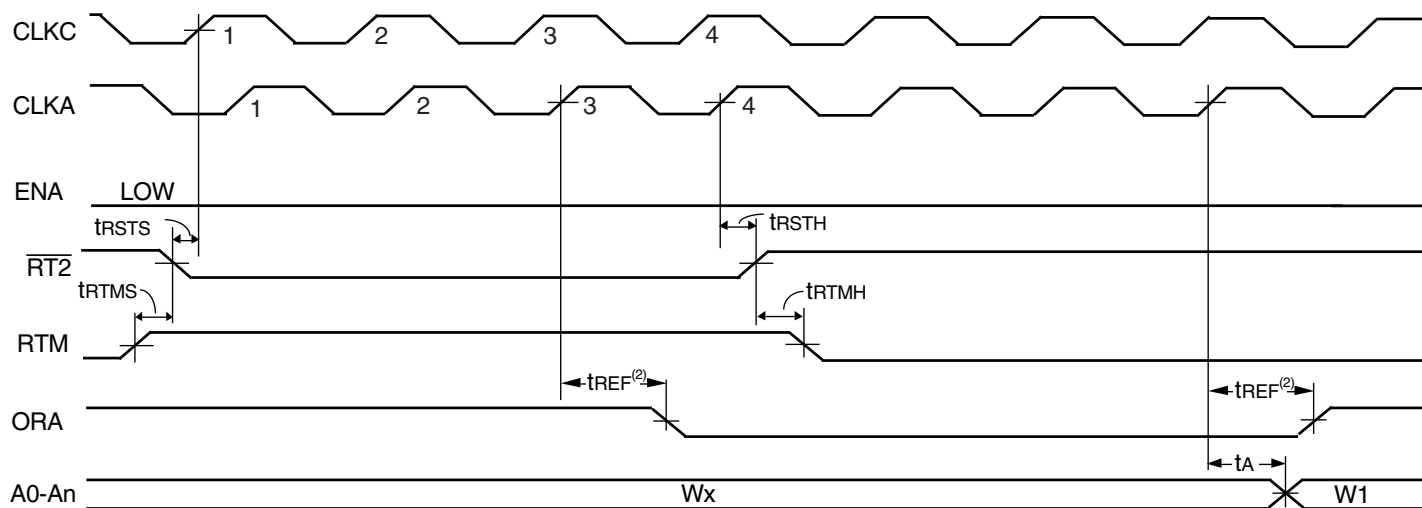 CLKC 1 2 3 4
CLKA 1 2 3 4
ENA LOW
tRSTS tRSTH
RT2
tRTMS tRTMH
RTM
tREF(2) tREF(2)
ORA
tA
A0-An Wx W1